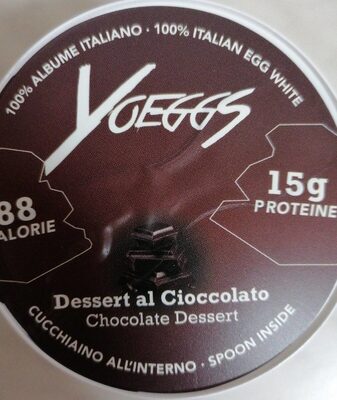 100% ALBUME ITALIANO · 100% ITALIAN EGG WHITE
YOEGGS
88
ALORIE
15g
PROTEINE
Dessert al Cioccolato
Chocolate Dessert
CUCCHIAINO ALL'INTERNO · SPOON INSIDE